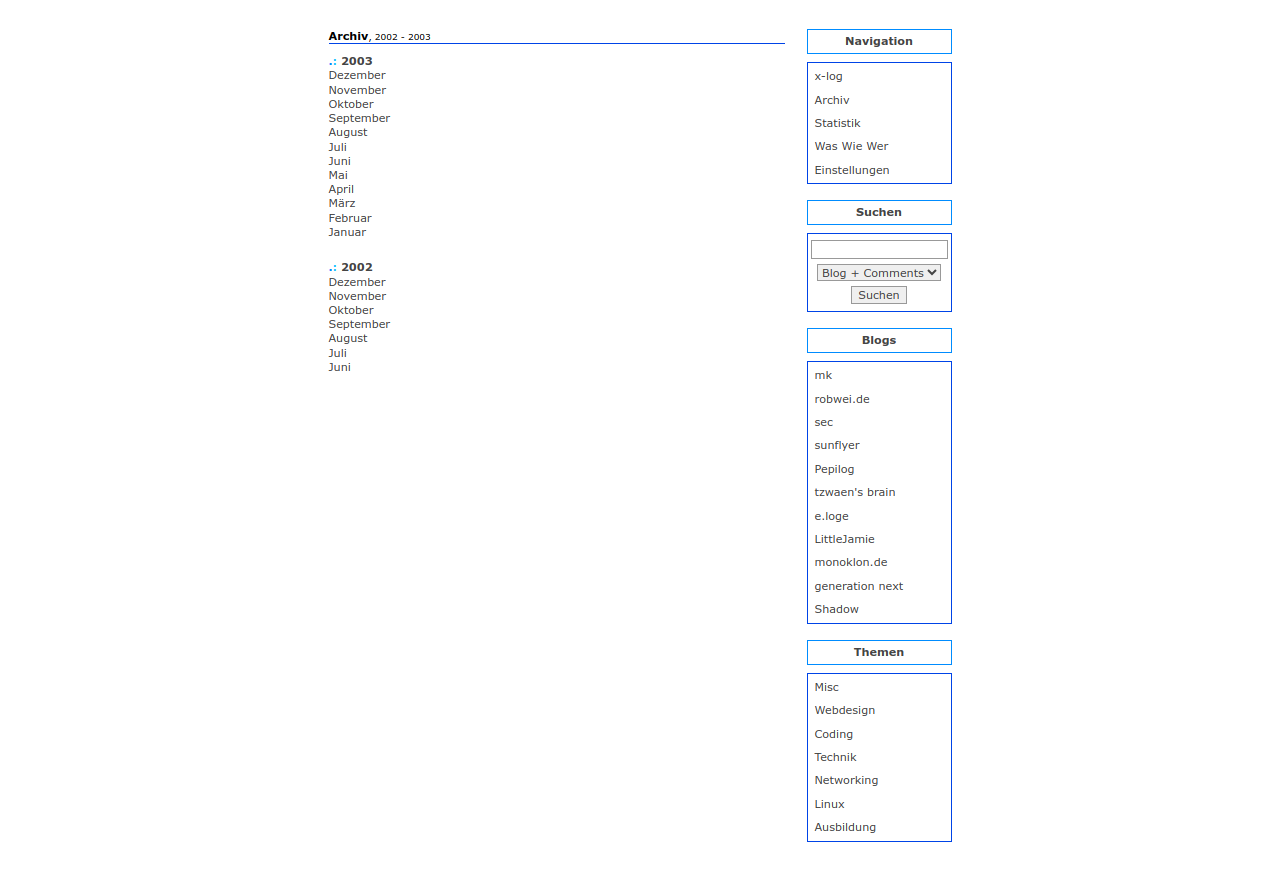 Archiv, 2002 - 2003
.: 2003
Dezember
November
Oktober
September
August
Juli
Juni
Mai
April
März
Februar
Januar
.: 2002
Dezember
November
Oktober
September
August
Juli
Juni
Navigation
x-log
Archiv
Statistik
Was Wie Wer
Einstellungen
Suchen
Blog + Comments
Suchen
Blogs
mk
robwei.de
sec
sunflyer
Pepilog
tzwaen's brain
e.loge
LittleJamie
monoklon.de
generation next
Shadow
Themen
Misc
Webdesign
Coding
Technik
Networking
Linux
Ausbildung